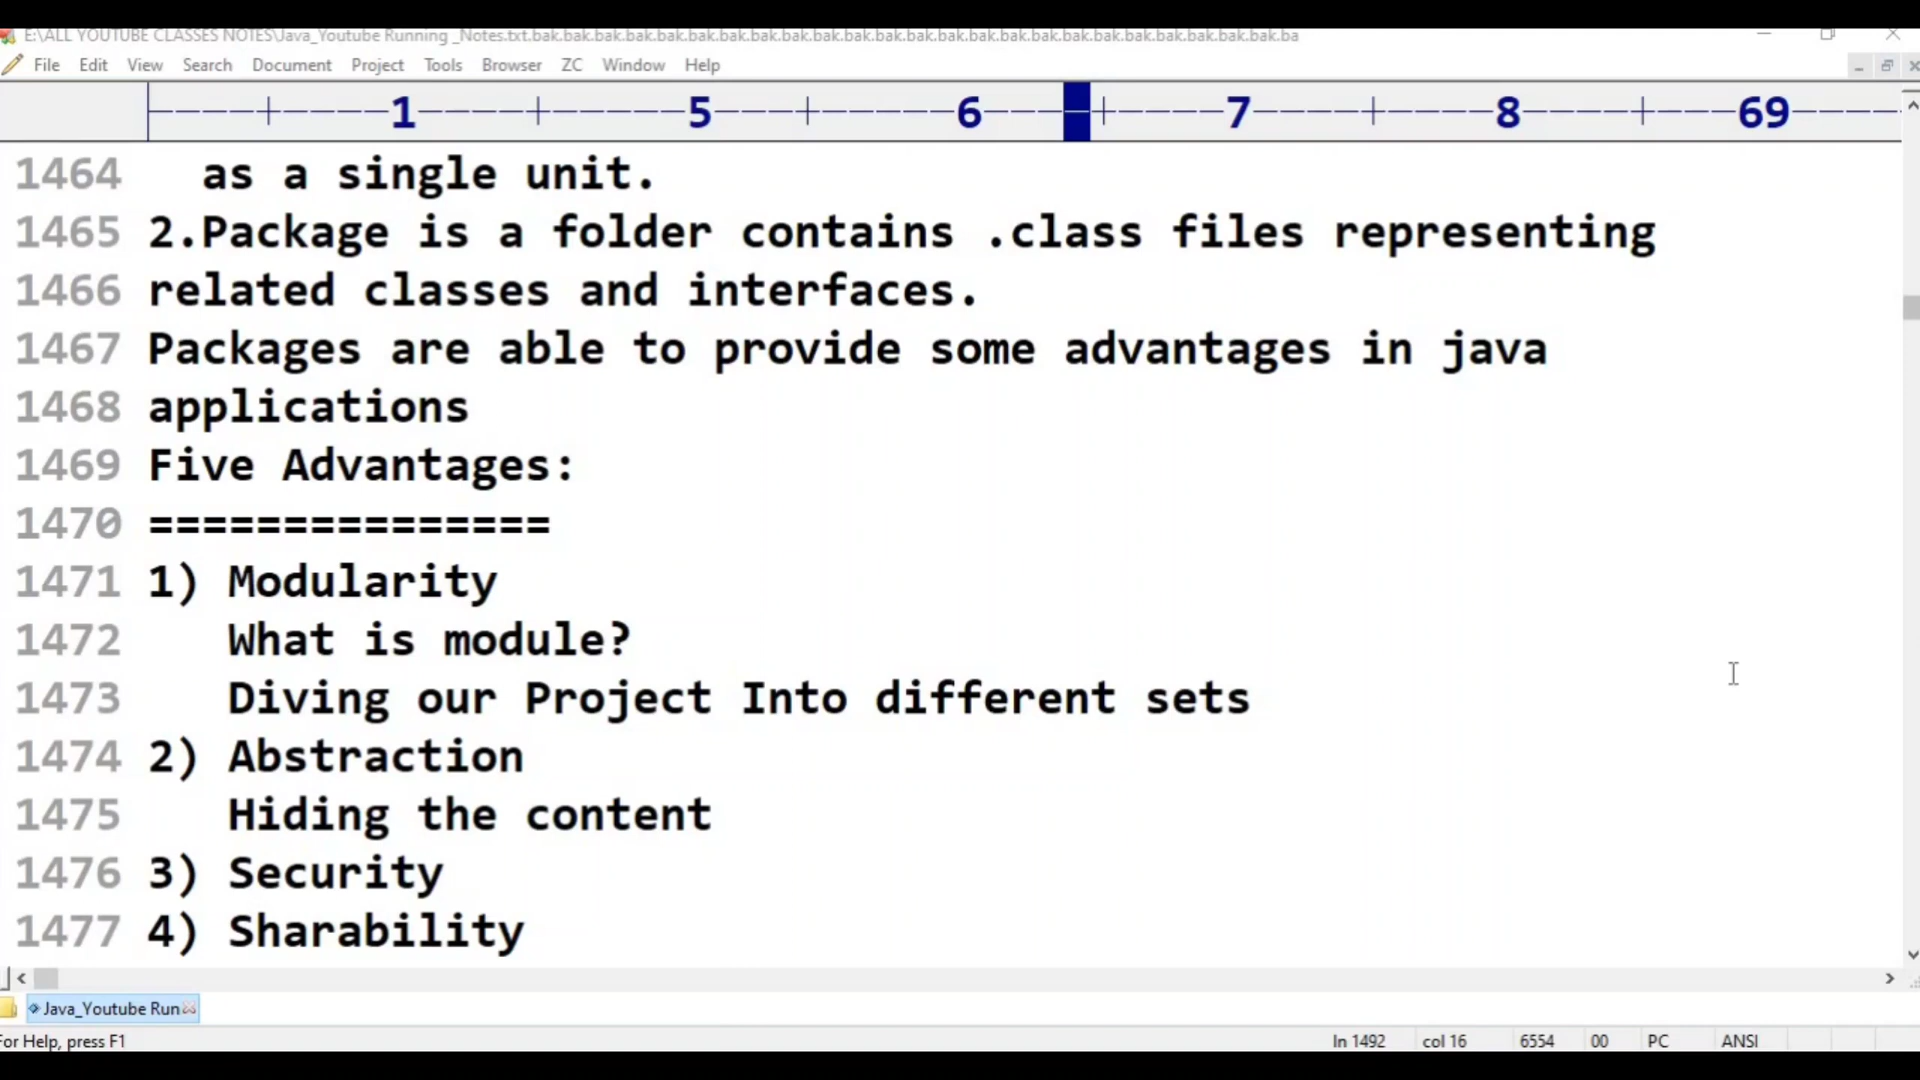 E:\ALL YOUTUBE CLASSES NOTES\Java_Youtube Running _Notes.txt.bak.bak.bak.bak.bak.bak.bak.bak.bak.bak.bak.bak.bak.bak.bak.bak.bak.bak.bak.bak.bak.bak.bak.bak.ba
File Edit View Search Document Project Tools Browser ZC Window Help
1 5 6 7 8 69
1464 as a single unit.
1465 2.Package is a folder contains .class files representing
1466 related classes and interfaces.
1467 Packages are able to provide some advantages in java
1468 applications
1469 Five Advantages:
1470 ===============
1471 1) Modularity
1472 What is module?
1473 Diving our Project Into different sets
1474 2) Abstraction
1475 Hiding the content
1476 3) Security
1477 4) Sharability
Java_Youtube Run
For Help, press F1 ln 1492 col 16 6554 00 PC ANSI